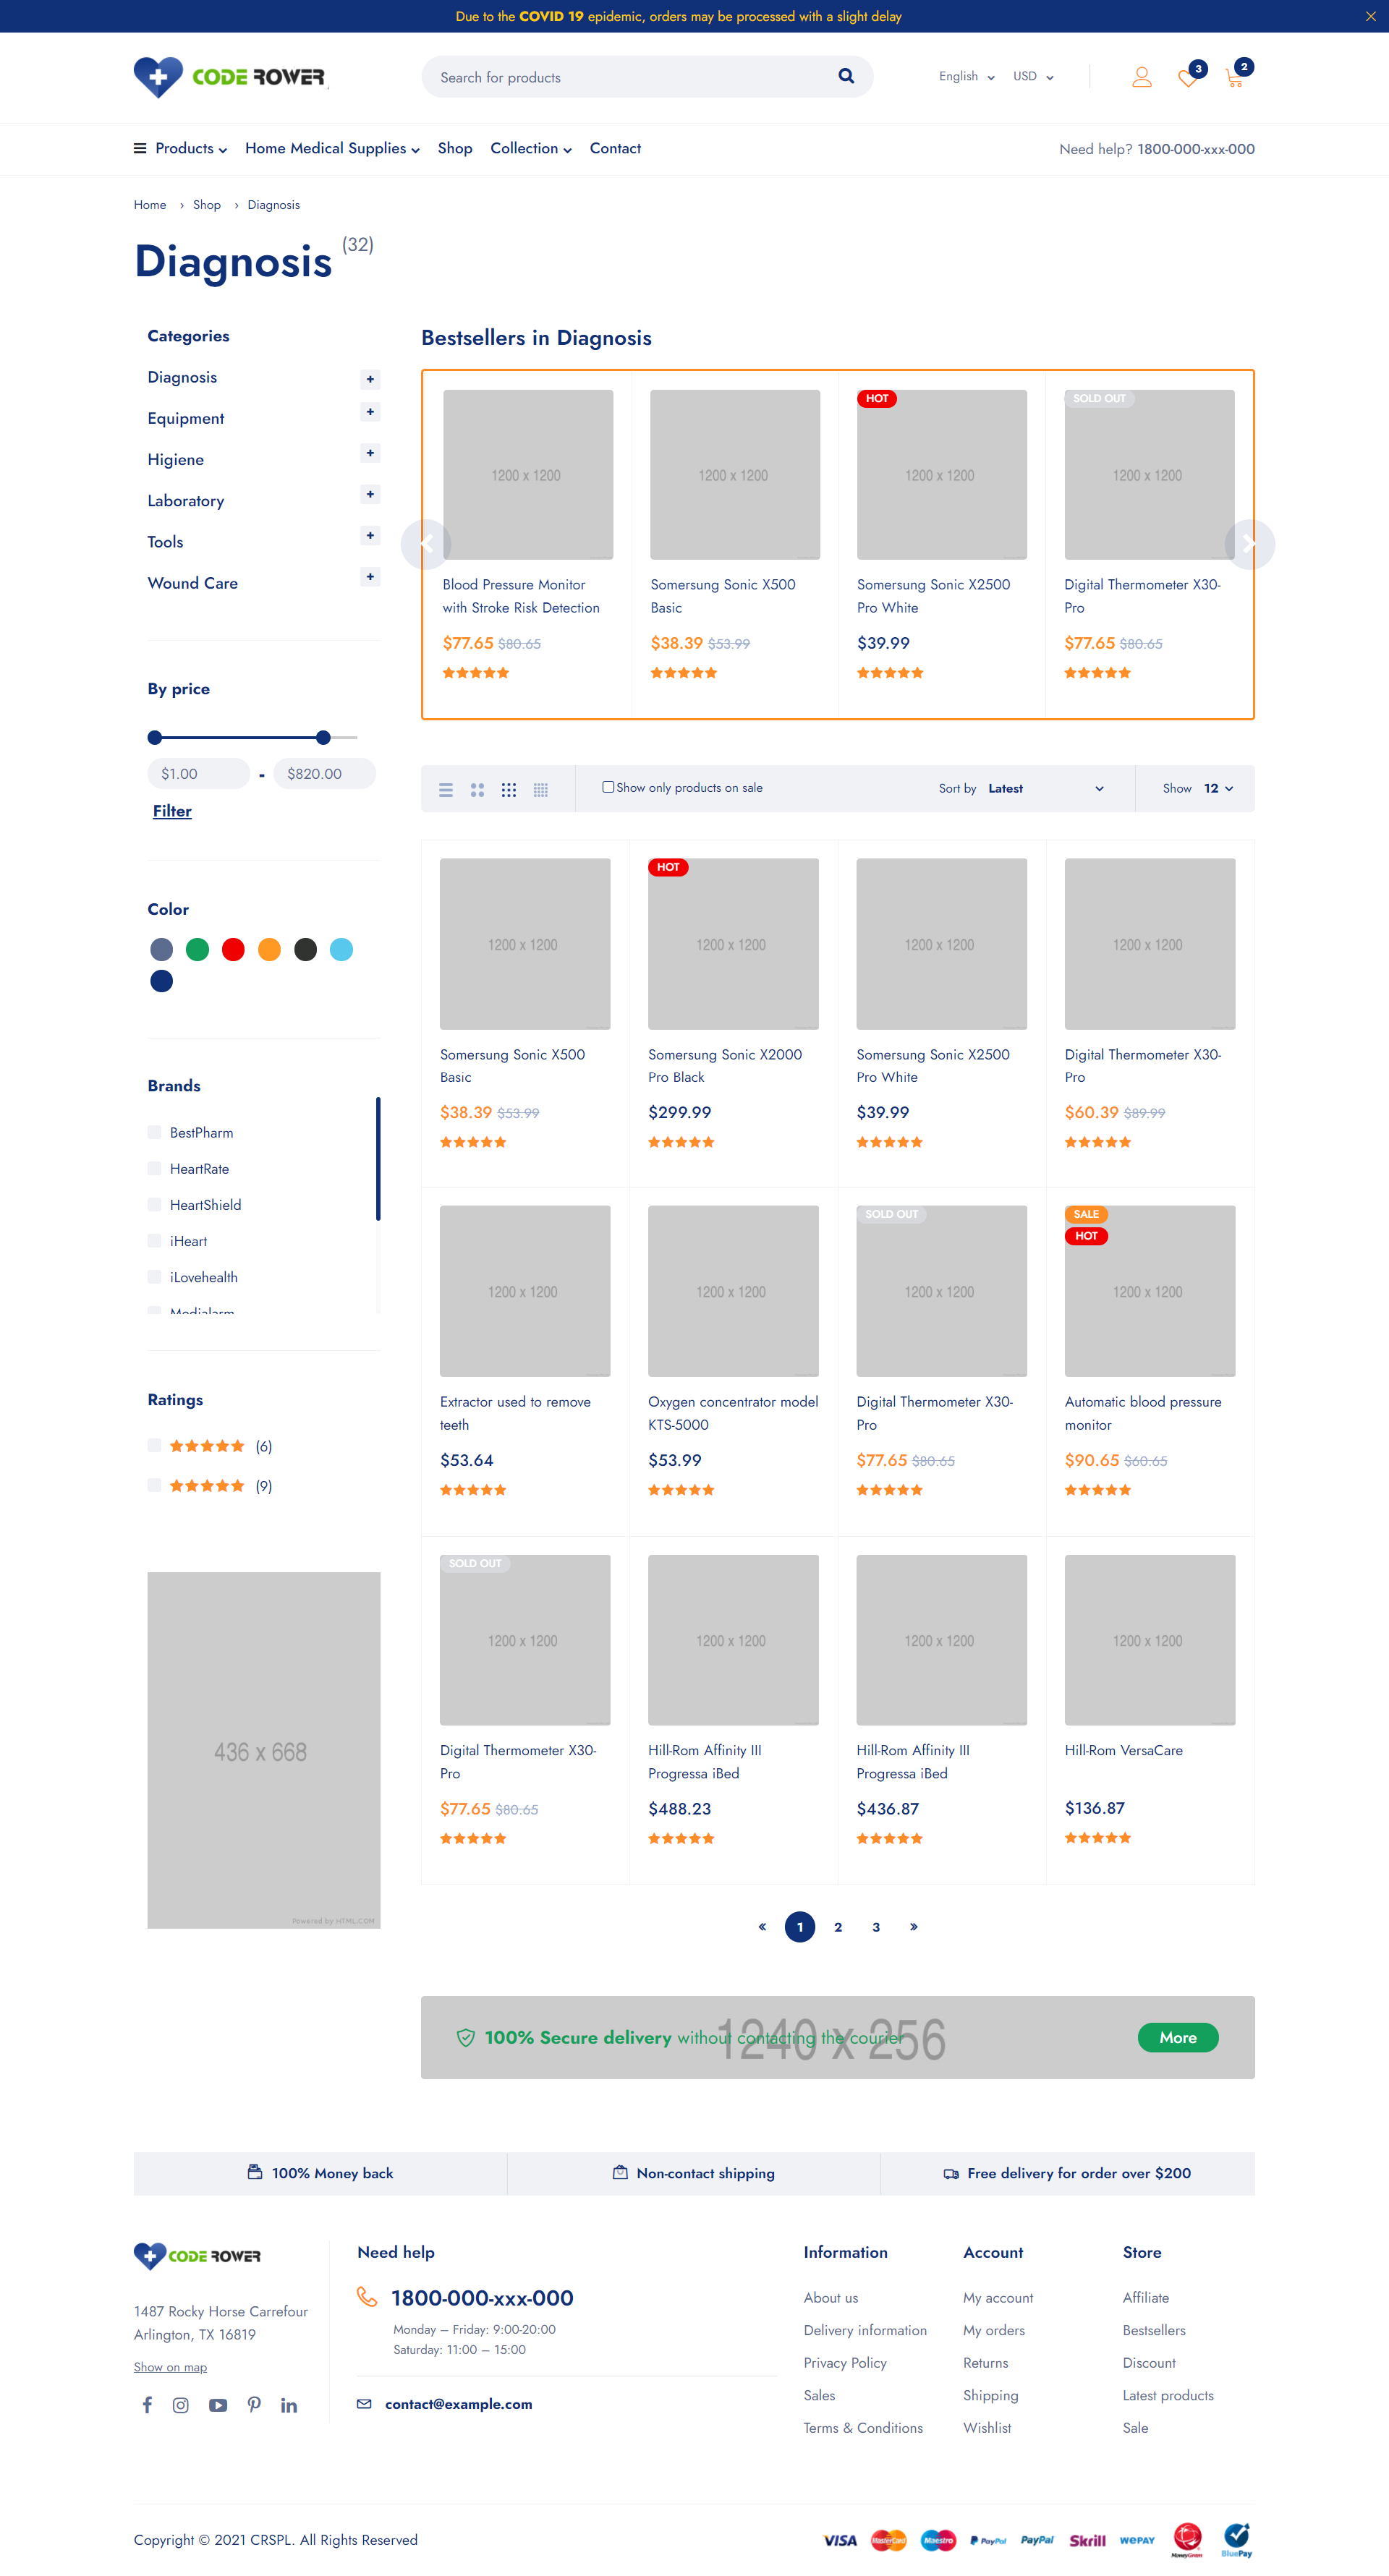 Due to the COVID 19 epidemic, orders may be processed with a slight delay
CODE ROWER
Search for products
English
USD
3
2
Products
Home Medical Supplies
Shop
Collection
Contact
Need help? 1800-000-xxx-000
Home › Shop › Diagnosis
Diagnosis (32)
Categories
Diagnosis +
Equipment +
Higiene +
Laboratory +
Tools +
Wound Care +
By price
$1.00 - $820.00
Filter
Color
Brands
BestPharm
HeartRate
HeartShield
iHeart
iLovehealth
Medialarm
Ratings
(6)
(9)
436 x 668
Powered by HTML.COM
Bestsellers in Diagnosis
1200 x 1200
Blood Pressure Monitor
with Stroke Risk Detection
$77.65 $80.65
1200 x 1200
Somersung Sonic X500
Basic
$38.39 $53.99
HOT
1200 x 1200
Somersung Sonic X2500
Pro White
$39.99
SOLD OUT
1200 x 1200
Digital Thermometer X30-
Pro
$77.65 $80.65
Show only products on sale
Sort by Latest
Show 12
1200 x 1200
Somersung Sonic X500
Basic
$38.39 $53.99
HOT
1200 x 1200
Somersung Sonic X2000
Pro Black
$299.99
1200 x 1200
Somersung Sonic X2500
Pro White
$39.99
1200 x 1200
Digital Thermometer X30-
Pro
$60.39 $89.99
1200 x 1200
Extractor used to remove
teeth
$53.64
1200 x 1200
Oxygen concentrator model
KTS-5000
$53.99
SOLD OUT
1200 x 1200
Digital Thermometer X30-
Pro
$77.65 $80.65
SALE
HOT
1200 x 1200
Automatic blood pressure
monitor
$90.65 $60.65
SOLD OUT
1200 x 1200
Digital Thermometer X30-
Pro
$77.65 $80.65
1200 x 1200
Hill-Rom Affinity III
Progressa iBed
$488.23
1200 x 1200
Hill-Rom Affinity III
Progressa iBed
$436.87
1200 x 1200
Hill-Rom VersaCare
$136.87
« 1 2 3 »
1240 x 256
100% Secure delivery without contacting the courier
More
100% Money back
Non-contact shipping
Free delivery for order over $200
CODE ROWER
1487 Rocky Horse Carrefour
Arlington, TX 16819
Show on map
Need help
1800-000-xxx-000
Monday – Friday: 9:00-20:00
Saturday: 11:00 – 15:00
contact@example.com
Information
About us
Delivery information
Privacy Policy
Sales
Terms & Conditions
Account
My account
My orders
Returns
Shipping
Wishlist
Store
Affiliate
Bestsellers
Discount
Latest products
Sale
Copyright © 2021 CRSPL. All Rights Reserved
VISA MasterCard Maestro PayPal PayPal Skrill WEPAY MoneyGram BluePay